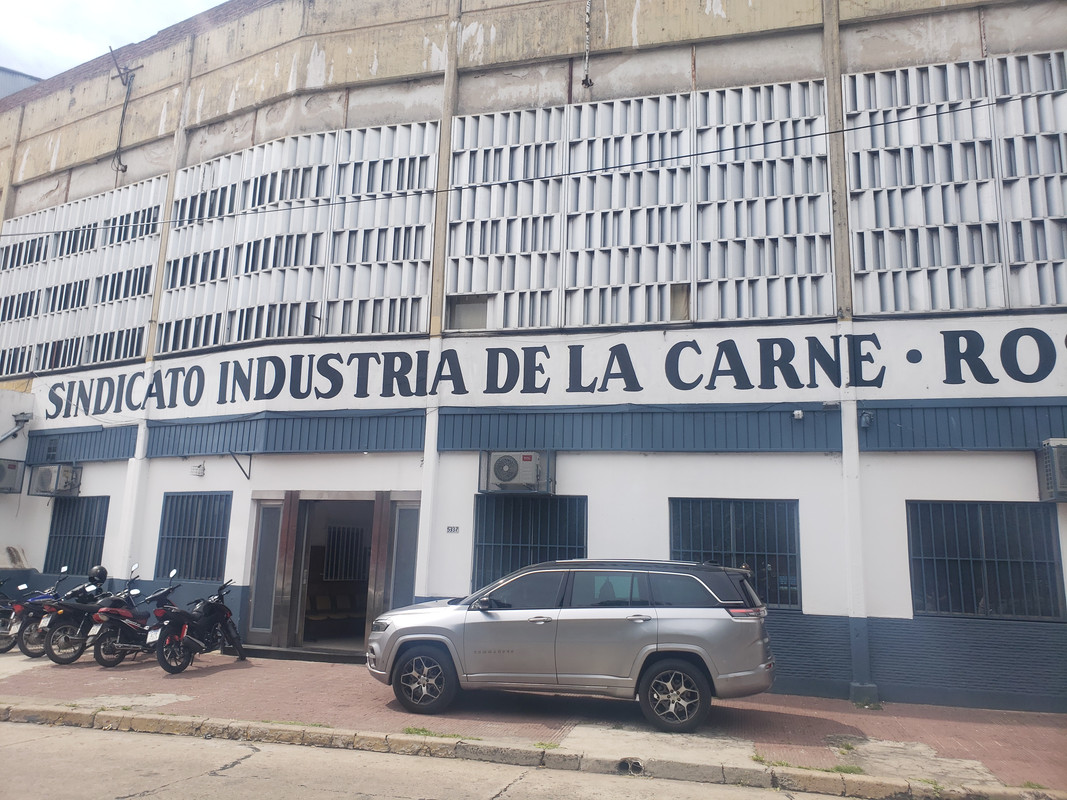 SINDICATO INDUSTRIA DE LA CARNE · RO